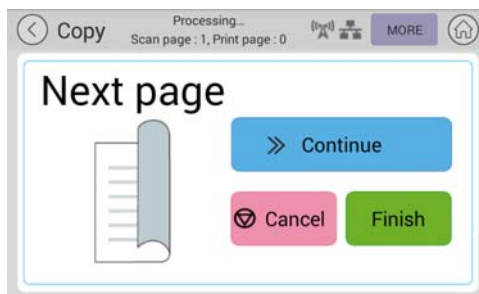 Copy
Processing...
Scan page : 1, Print page : 0
MORE
Next page
Continue
Cancel
Finish